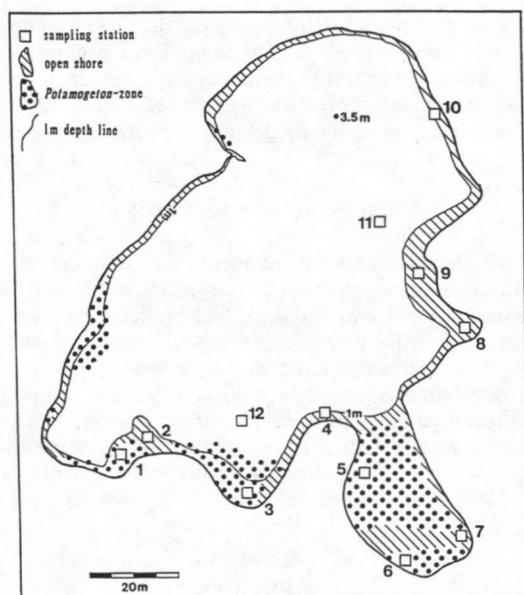 sampling station
open shore
Potamogeton-zone
1m depth line
3.5m
10
11
9
8
12
4
1m
2
1
5
3
7
6
20m